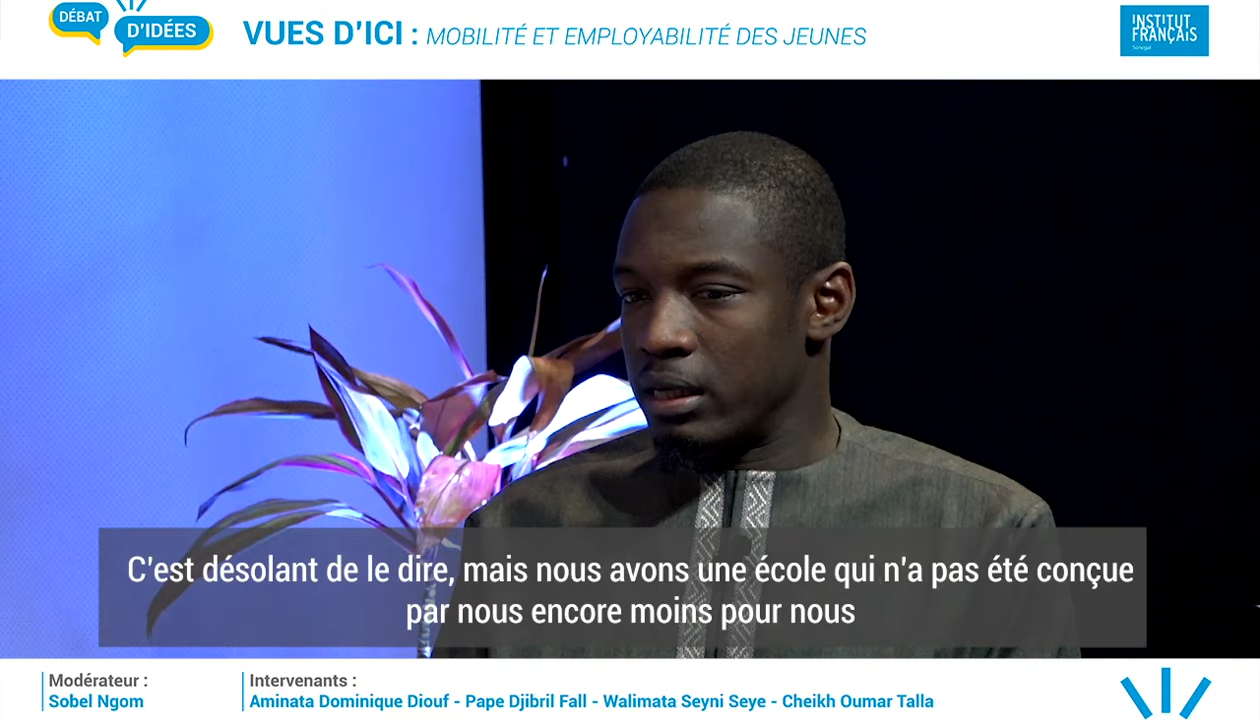 DÉBAT
D'IDÉES
VUES D'ICI : MOBILITÉ ET EMPLOYABILITÉ DES JEUNES
INSTITUT
FRANÇAIS
Sénégal
C'est désolant de le dire, mais nous avons une école qui n'a pas été conçue
par nous encore moins pour nous
Modérateur :
Sobel Ngom
Intervenants :
Aminata Dominique Diouf - Pape Djibril Fall - Walimata Seyni Seye - Cheikh Oumar Talla